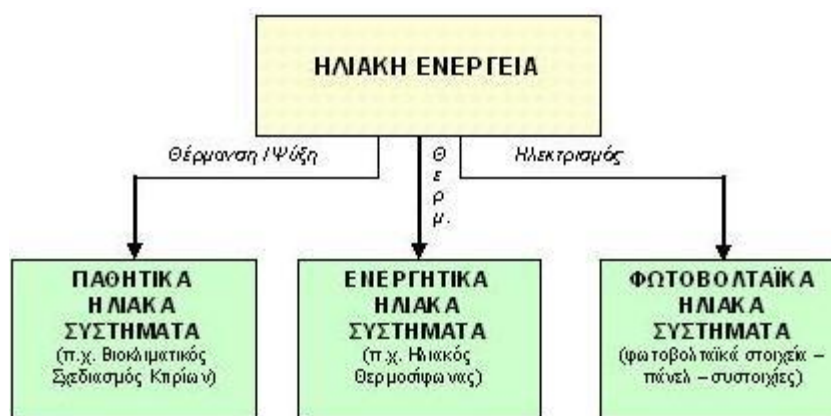 ΗΛΙΑΚΗ ΕΝΕΡΓΕΙΑ
Θέρμανση / Ψύξη
Θερμ.
Ηλεκτρισμός
ΠΑΘΗΤΙΚΑ
ΗΛΙΑΚΑ
ΣΥΣΤΗΜΑΤΑ
(π.χ. Βιοκλιματικός
Σχεδιασμός Κτιρίων)
ΕΝΕΡΓΗΤΙΚΑ
ΗΛΙΑΚΑ
ΣΥΣΤΗΜΑΤΑ
(π.χ. Ηλιακός
Θερμοσίφωνας)
ΦΩΤΟΒΟΛΤΑΪΚΑ
ΗΛΙΑΚΑ
ΣΥΣΤΗΜΑΤΑ
(φωτοβολταϊκά στοιχεία –
πάνελ – συστοιχίες)